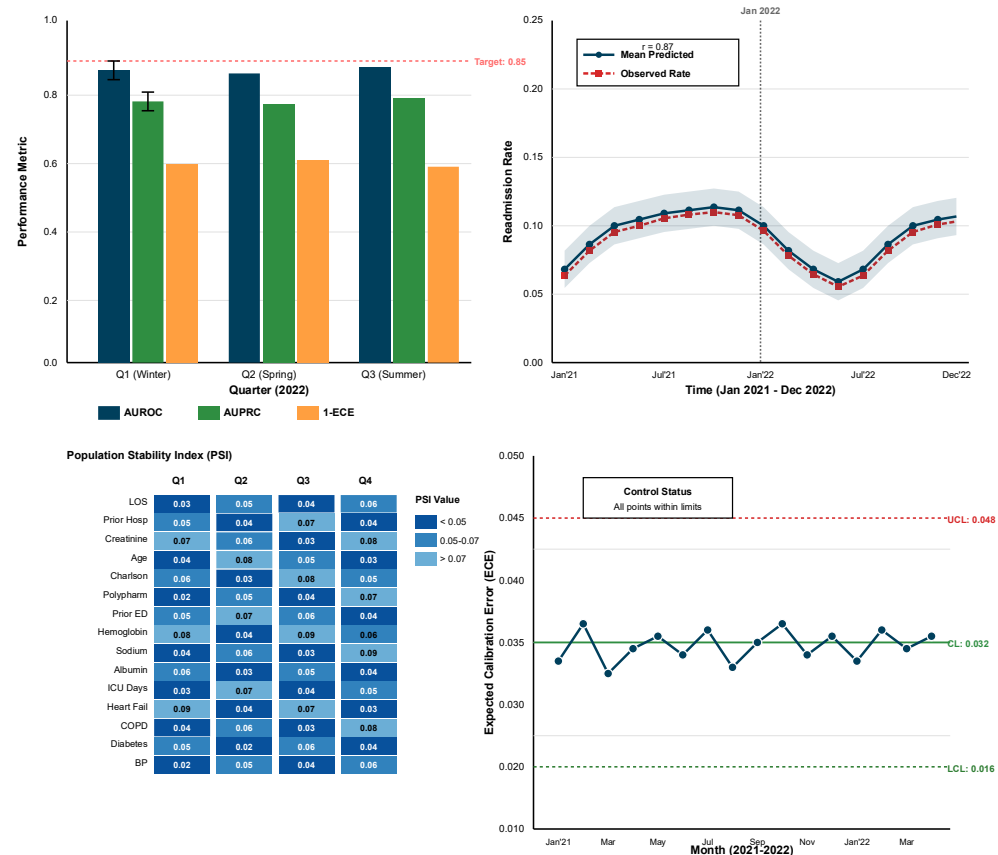 1.0
0.8
0.6
0.4
0.2
0.0
Performance Metric
Target: 0.85
Q1 (Winter)
Q2 (Spring)
Q3 (Summer)
Quarter (2022)
AUROC
AUPRC
1-ECE
Jan 2022
0.25
0.20
0.15
0.10
0.05
0.00
Readmission Rate
r = 0.87
Mean Predicted
Observed Rate
Jan'21
Jul'21
Jan'22
Jul'22
Dec'22
Time (Jan 2021 - Dec 2022)
Population Stability Index (PSI)
Q1 Q2 Q3 Q4
LOS 0.03 0.05 0.04 0.06
Prior Hosp 0.05 0.04 0.07 0.04
Creatinine 0.07 0.06 0.03 0.08
Age 0.04 0.08 0.05 0.03
Charlson 0.06 0.03 0.08 0.05
Polypharm 0.02 0.05 0.04 0.07
Prior ED 0.05 0.07 0.06 0.04
Hemoglobin 0.08 0.04 0.09 0.06
Sodium 0.04 0.06 0.03 0.09
Albumin 0.06 0.03 0.05 0.04
ICU Days 0.03 0.07 0.04 0.05
Heart Fail 0.09 0.04 0.07 0.03
COPD 0.04 0.06 0.03 0.08
Diabetes 0.05 0.02 0.06 0.04
BP 0.02 0.05 0.04 0.06
PSI Value
< 0.05
0.05-0.07
> 0.07
0.050
0.045
0.040
0.035
0.030
0.020
0.010
Expected Calibration Error (ECE)
Control Status
All points within limits
UCL: 0.048
CL: 0.032
LCL: 0.016
Jan'21
Mar
May
Jul
Sep
Nov
Jan'22
Mar
Month (2021-2022)